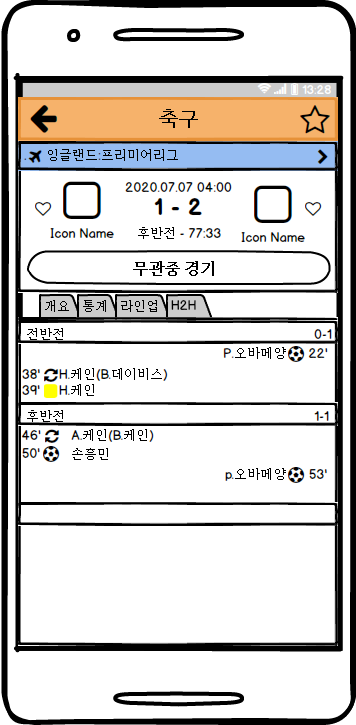 13:28
축구
잉글랜드:프리미어리그
2020.07.07 04:00
1 - 2
후반전 - 77:33
Icon Name
Icon Name
무관중 경기
개요 통계 라인업 H2H
전반전 0-1
P.오바메양 22'
38' H.케인(B.데이비스)
39' H.케인
후반전 1-1
46' A.케인(B.케인)
50' 손흥민
p.오바메양 53'